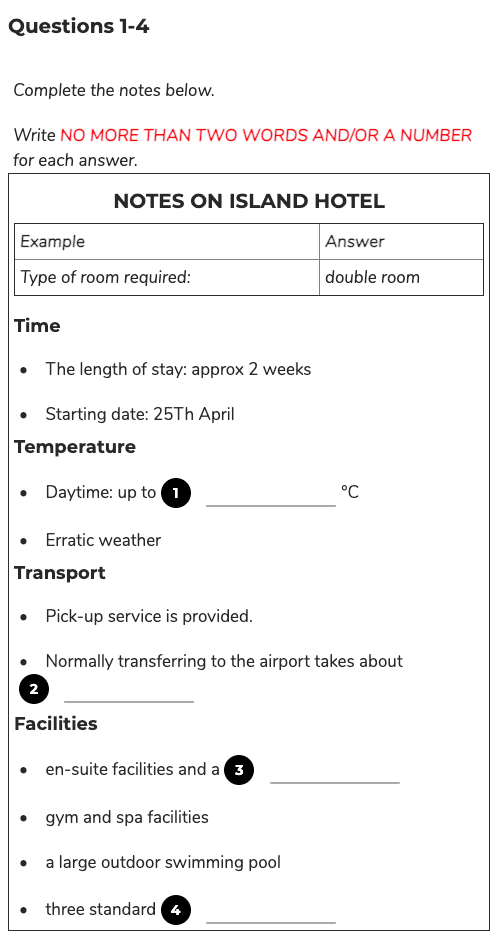 Questions 1-4
Complete the notes below.
Write NO MORE THAN TWO WORDS AND/OR A NUMBER
for each answer.
NOTES ON ISLAND HOTEL
Example Answer
Type of room required: double room
Time
• The length of stay: approx 2 weeks
• Starting date: 25Th April
Temperature
• Daytime: up to 1 ______ °C
• Erratic weather
Transport
• Pick-up service is provided.
• Normally transferring to the airport takes about
2 ______
Facilities
• en-suite facilities and a 3 ______
• gym and spa facilities
• a large outdoor swimming pool
• three standard 4 ______